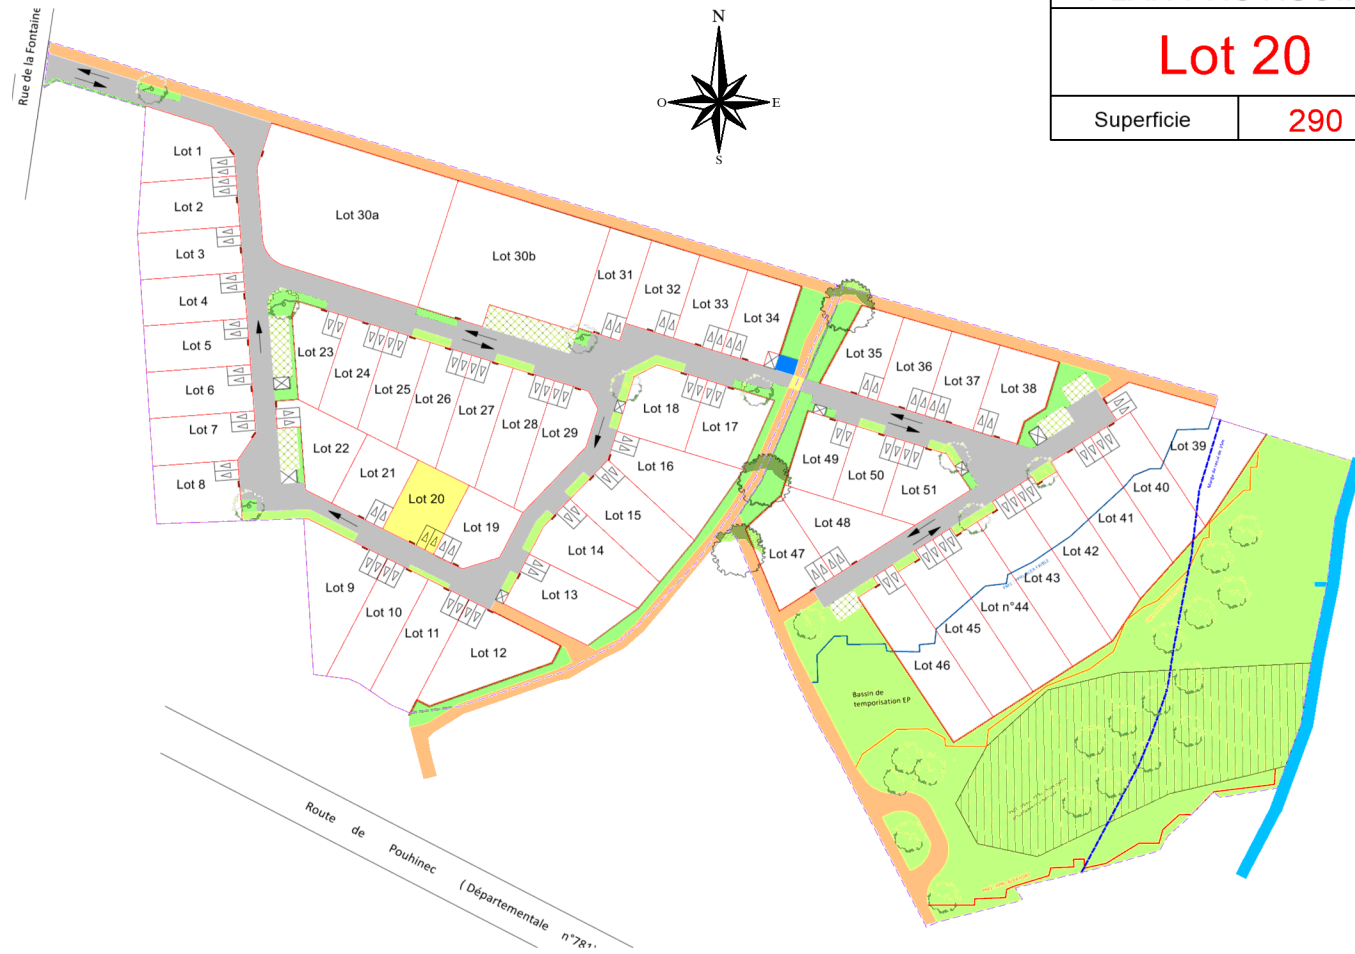 Rue de la Fontaine
N
O
E
S
Lot 20
Superficie
290
Lot 1
Lot 2
Lot 3
Lot 4
Lot 5
Lot 6
Lot 7
Lot 8
Lot 30a
Lot 30b
Lot 31
Lot 32
Lot 33
Lot 34
Lot 35
Lot 36
Lot 37
Lot 38
Lot 23
Lot 24
Lot 25
Lot 26
Lot 27
Lot 28
Lot 29
Lot 18
Lot 17
Lot 16
Lot 22
Lot 21
Lot 20
Lot 19
Lot 15
Lot 14
Lot 13
Lot 9
Lot 10
Lot 11
Lot 12
Lot 49
Lot 50
Lot 51
Lot 48
Lot 47
Lot 39
Lot 40
Lot 41
Lot 42
Lot 43
Lot n°44
Lot 45
Lot 46
Bassin de
temporisation EP
Route de Pouhinec ( Départementale n°781